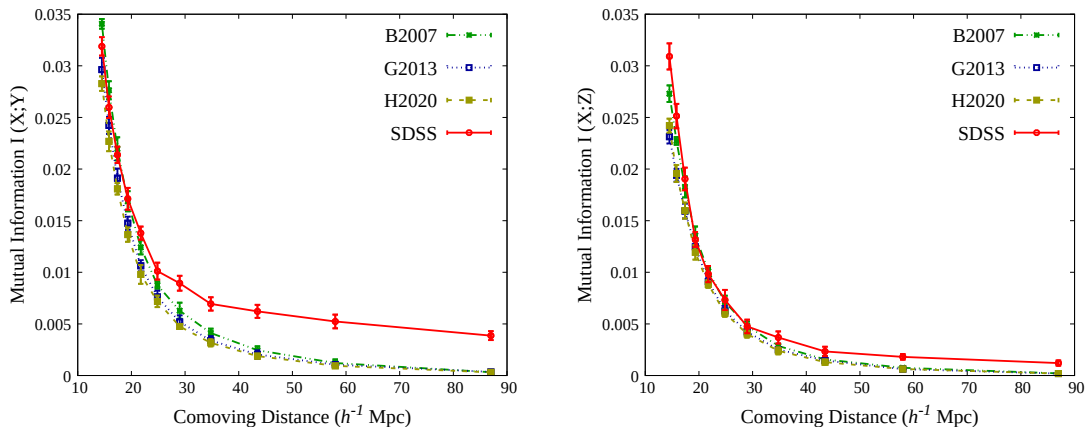 Mutual Information I (X;Y)
0.035
0.03
0.025
0.02
0.015
0.01
0.005
0
10 20 30 40 50 60 70 80 90
Comoving Distance (h⁻¹ Mpc)
B2007
G2013
H2020
SDSS
Mutual Information I (X;Z)
0.035
0.03
0.025
0.02
0.015
0.01
0.005
0
10 20 30 40 50 60 70 80 90
Comoving Distance (h⁻¹ Mpc)
B2007
G2013
H2020
SDSS